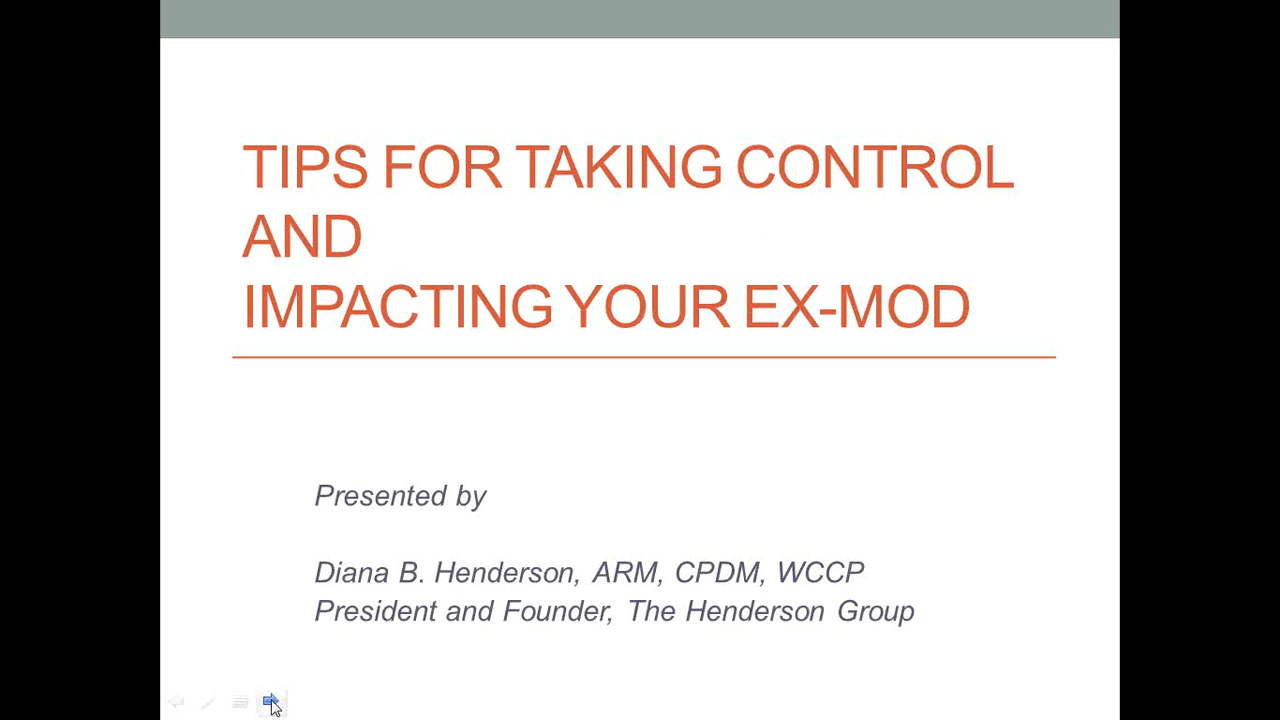 TIPS FOR TAKING CONTROL
AND
IMPACTING YOUR EX-MOD
Presented by
Diana B. Henderson, ARM, CPDM, WCCP
President and Founder, The Henderson Group